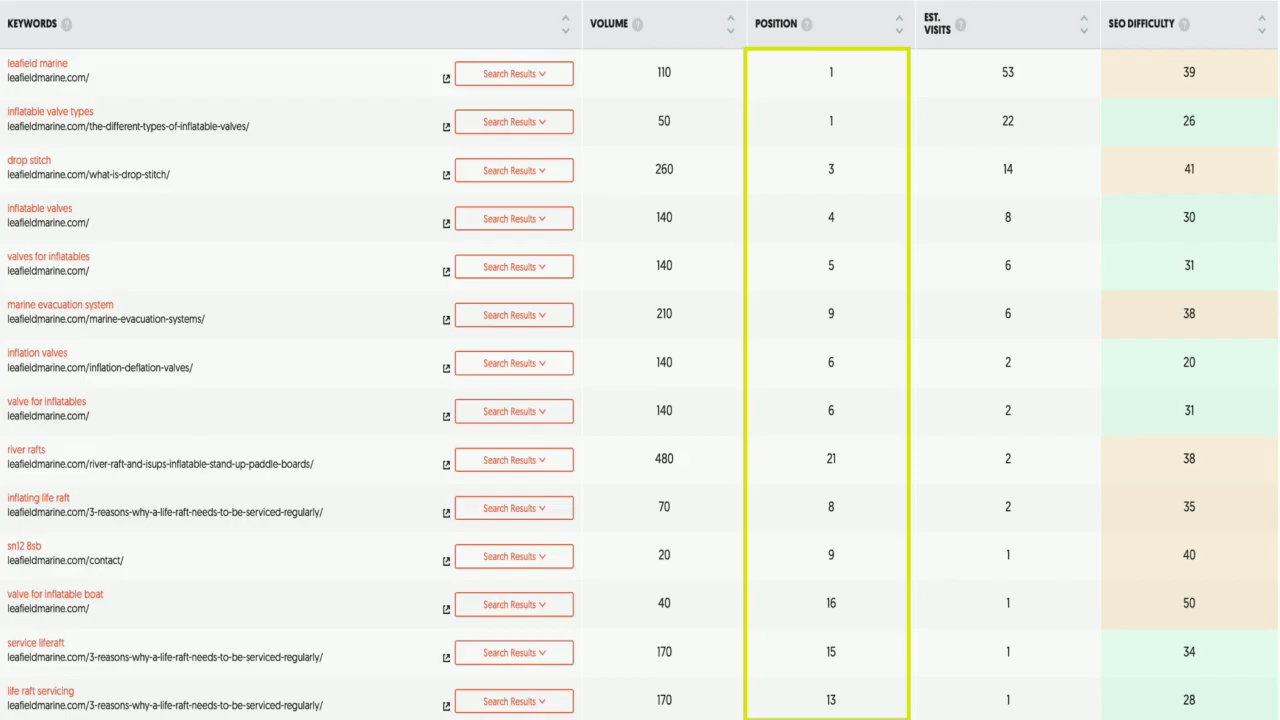 KEYWORDS ? VOLUME ? POSITION ? EST. VISITS ? SEO DIFFICULTY ?
leafield marine
leafieldmarine.com/ Search Results 110 1 53 39
inflatable valve types
leafieldmarine.com/the-different-types-of-inflatable-valves/ Search Results 50 1 22 26
drop stitch
leafieldmarine.com/what-is-drop-stitch/ Search Results 260 3 14 41
inflatable valves
leafieldmarine.com/ Search Results 140 4 8 30
valves for inflatables
leafieldmarine.com/ Search Results 140 5 6 31
marine evacuation system
leafieldmarine.com/marine-evacuation-systems/ Search Results 210 9 6 38
inflation valves
leafieldmarine.com/inflation-deflation-valves/ Search Results 140 6 2 20
valve for inflatables
leafieldmarine.com/ Search Results 140 6 2 31
river rafts
leafieldmarine.com/river-raft-and-isups-inflatable-stand-up-paddle-boards/ Search Results 480 21 2 38
inflating life raft
leafieldmarine.com/3-reasons-why-a-life-raft-needs-to-be-serviced-regularly/ Search Results 70 8 2 35
sn12 8sb
leafieldmarine.com/contact/ Search Results 20 9 1 40
valve for inflatable boat
leafieldmarine.com/ Search Results 40 16 1 50
service liferaft
leafieldmarine.com/3-reasons-why-a-life-raft-needs-to-be-serviced-regularly/ Search Results 170 15 1 34
life raft servicing
leafieldmarine.com/3-reasons-why-a-life-raft-needs-to-be-serviced-regularly/ Search Results 170 13 1 28